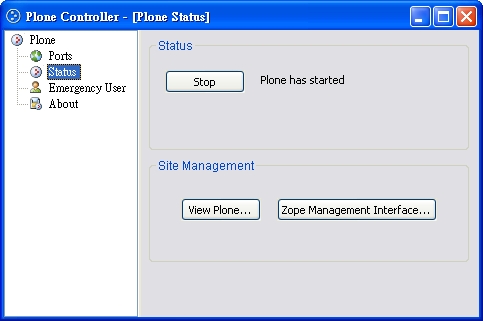 Plone Controller - [Plone Status]
Plone
Ports
Status
Emergency User
About
Status
Stop
Plone has started
Site Management
View Plone...
Zope Management Interface...